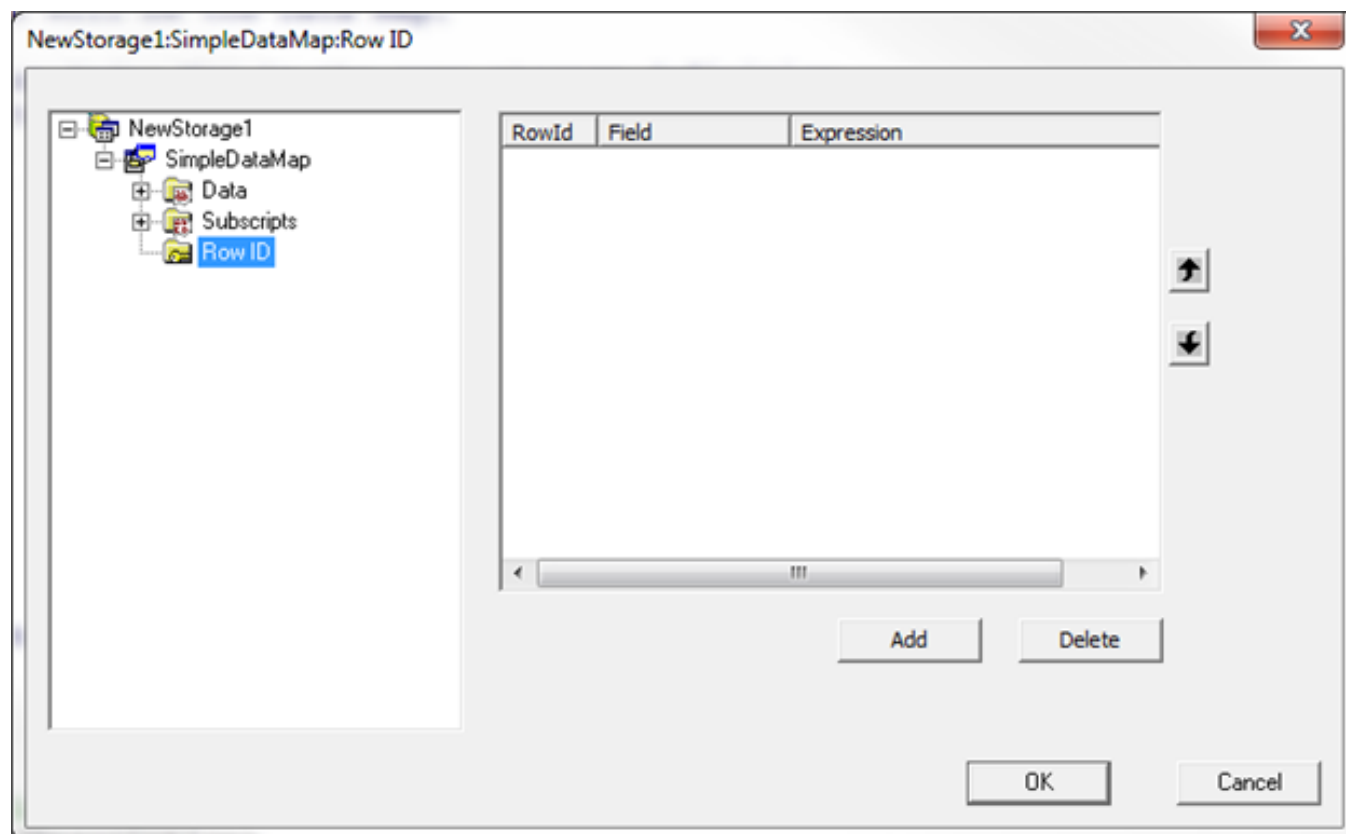 NewStorage1:SimpleDataMap:Row ID
NewStorage1
SimpleDataMap
Data
Subscripts
Row ID
RowId Field Expression
Add Delete
OK Cancel